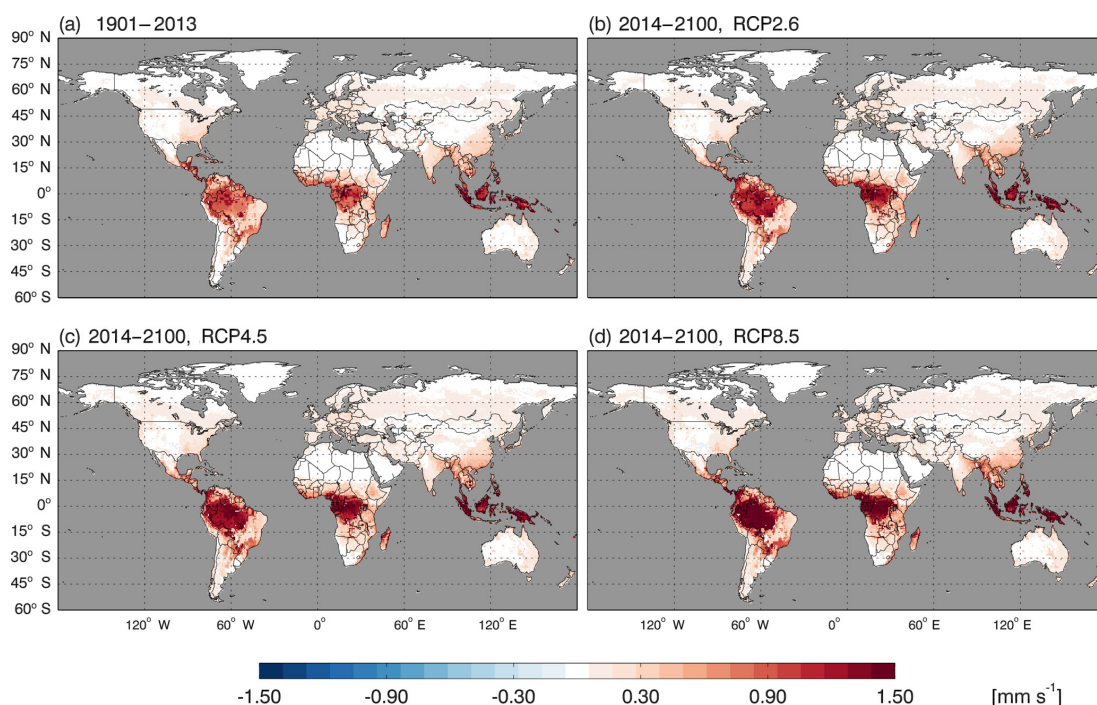 (a) 1901–2013
(b) 2014–2100, RCP2.6
90° N
75° N
60° N
45° N
30° N
15° N
0°
15° S
30° S
45° S
60° S
(c) 2014–2100, RCP4.5
(d) 2014–2100, RCP8.5
90° N
75° N
60° N
45° N
30° N
15° N
0°
15° S
30° S
45° S
60° S
120° W 60° W 0° 60° E 120° E
120° W 60° W 0° 60° E 120° E
-1.50 -0.90 -0.30 0.30 0.90 1.50 [mm s⁻¹]